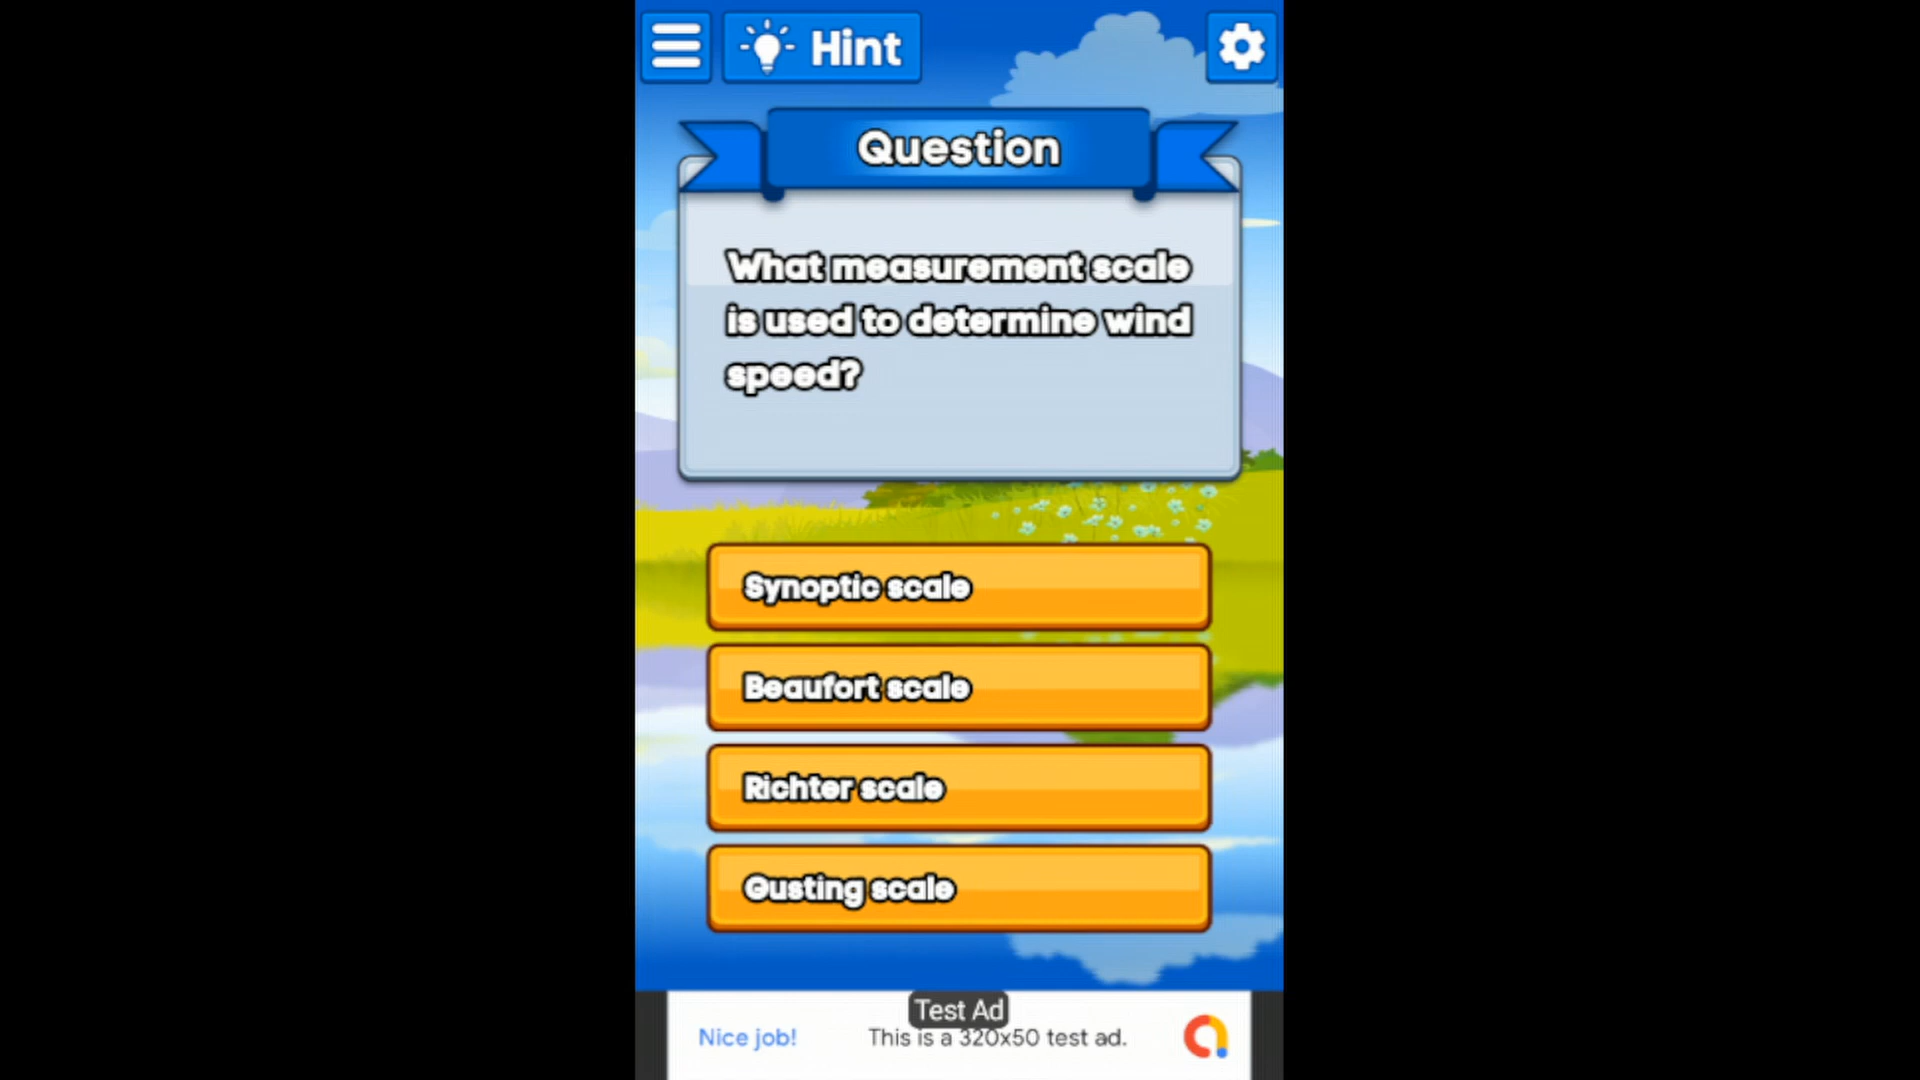 Hint
Question
What measurement scale
is used to determine wind
speed?
Synoptic scale
Beaufort scale
Richter scale
Gusting scale
Test Ad
Nice job!
This is a 320x50 test ad.